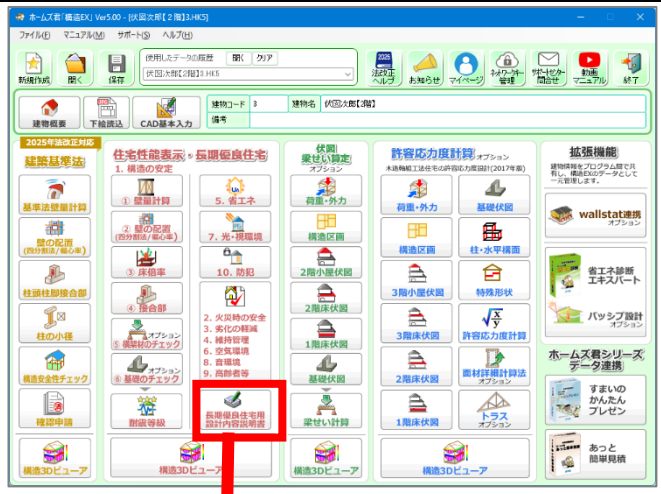 ホームズ君「構造EX」 Ver5.00 - [伏図次郎【2階】3.HK5]
ファイル(F) マニュアル(M) サポート(S) ヘルプ(H)
新規作成
開く
保存
使用したデータの履歴 開く クリア
伏図次郎【2階】3.HK5
2025
法改正
ヘルプ
お知らせ
マイページ
ネットワークキー
管理
サポートセンター
問合せ
動画
マニュアル
終了
建物概要
下絵読込
CAD基本入力
建物コード 3 建物名 伏図次郎【2階】
備考
2025年法改正対応
建築基準法
基準法壁量計算
壁の配置
(四分割法/偏心率)
柱頭柱脚接合部
柱の小径
構造安全性チェック
確認申請
構造3Dビューア
住宅性能表示・長期優良住宅
1. 構造の安定
① 壁量計算
② 壁の配置
(四分割法/偏心率)
③ 床倍率
④ 接合部
オプション
⑤ 横架材のチェック
オプション
⑥ 基礎のチェック
耐震等級
5. 省エネ
7. 光・視環境
10. 防犯
2. 火災時の安全
3. 劣化の軽減
4. 維持管理
6. 空気環境
8. 音環境
9. 高齢者等
長期優良住宅用
設計内容説明書
構造3Dビューア
伏図
梁せい算定
オプション
荷重・外力
構造区画
2階小屋伏図
2階床伏図
1階床伏図
基礎伏図
梁せい計算
構造3Dビューア
許容応力度計算 オプション
木造軸組工法住宅の許容応力度設計(2017年版)
荷重・外力
構造区画
3階小屋伏図
3階床伏図
2階床伏図
1階床伏図
基礎伏図
柱・水平構面
特殊形状
許容応力度計算
面材詳細計算法
オプション
トラス
オプション
構造3Dビューア
拡張機能
建物情報をプログラム間で共
有し、構造EXのデータとして
一元管理します。
wallstat連携
オプション
省エネ診断
エキスパート
パッシブ設計
オプション
ホームズ君シリーズ
データ連携
すまいの
かんたん
プレゼン
あっと
簡単見積